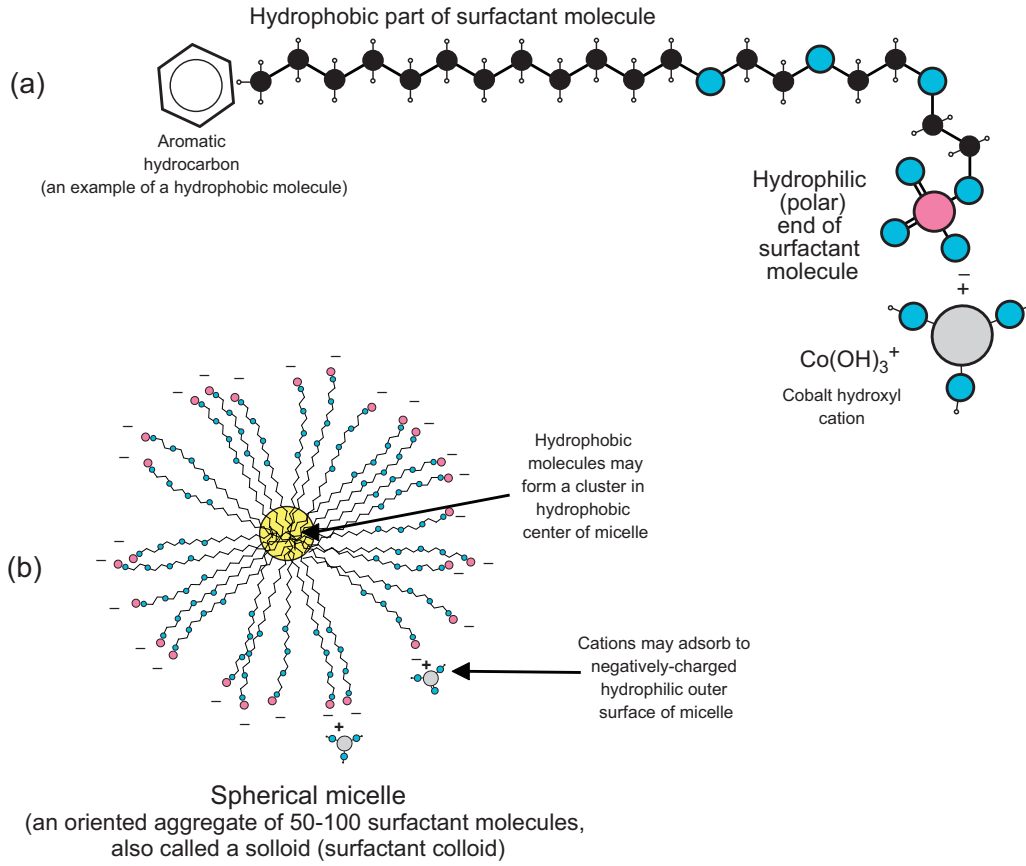 Hydrophobic part of surfactant molecule
(a)
Aromatic
hydrocarbon
(an example of a hydrophobic molecule)
Hydrophilic
(polar)
end of
surfactant
molecule
−
+
Co(OH)₃⁺
Cobalt hydroxyl
cation
Hydrophobic
molecules may
form a cluster in
hydrophobic
center of micelle
(b)
Cations may adsorb to
negatively-charged
hydrophilic outer
surface of micelle
Spherical micelle
(an oriented aggregate of 50-100 surfactant molecules,
also called a solloid (surfactant colloid)